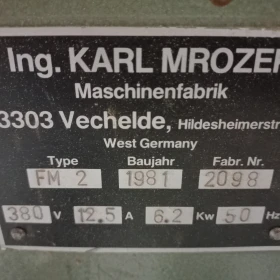 Ing. KARL MROZEK
Maschinenfabrik
3303 Vechelde, Hildesheimerstr
West Germany
Type Baujahr Fabr. Nr.
FM 2 1981 2098
380 V 12.5 A 6.2 Kw 50 Hz